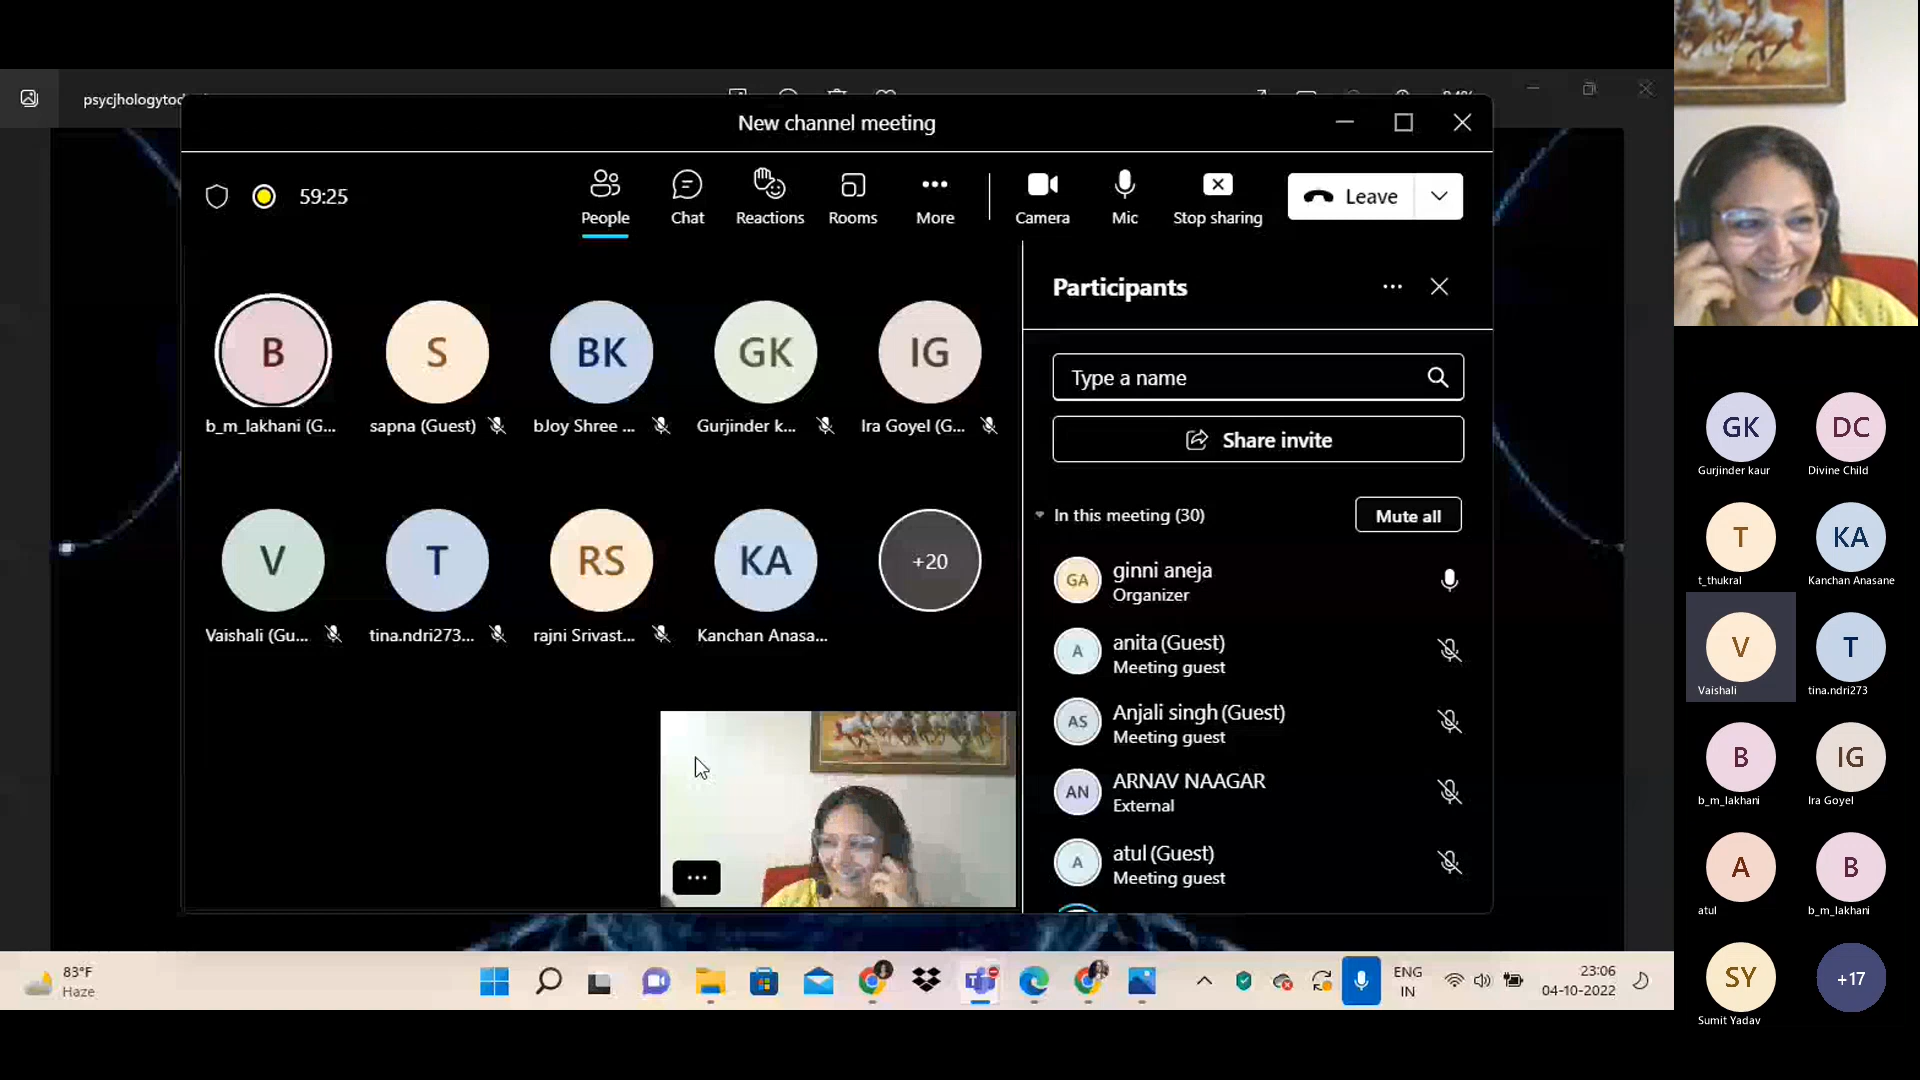 psycjhologytod
New channel meeting
59:25
People
Chat
Reactions
Rooms
More
Camera
Mic
Stop sharing
Leave
B
S
BK
GK
IG
b_m_lakhani (G...
sapna (Guest)
bJoy Shree ...
Gurjinder k...
Ira Goyel (G...
V
T
RS
KA
+20
Vaishali (Gu...
tina.ndri273...
rajni Srivast...
Kanchan Anasa...
...
Participants
Type a name
Share invite
In this meeting (30)
Mute all
GA
ginni aneja
Organizer
A
anita (Guest)
Meeting guest
AS
Anjali singh (Guest)
Meeting guest
AN
ARNAV NAAGAR
External
A
atul (Guest)
Meeting guest
GK
DC
Gurjinder kaur
Divine Child
T
KA
t_thukral
Kanchan Anasane
V
T
Vaishali
tina.ndri273
B
IG
b_m_lakhani
Ira Goyel
A
B
atul
b_m_lakhani
SY
+17
Sumit Yadav
83°F
Haze
ENG
IN
23:06
04-10-2022